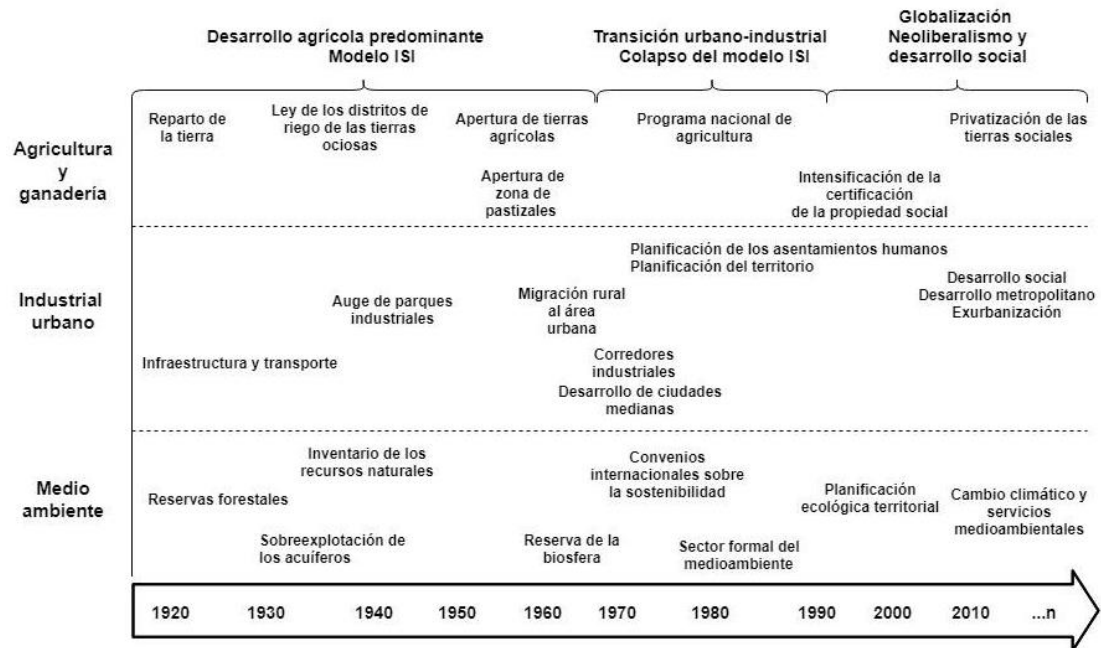 Desarrollo agrícola predominante
Modelo ISI
Transición urbano-industrial
Colapso del modelo ISI
Globalización
Neoliberalismo y
desarrollo social
Agricultura
y
ganadería
Reparto de
la tierra
Ley de los distritos de
riego de las tierras
ociosas
Apertura de tierras
agrícolas
Programa nacional de
agricultura
Privatización de las
tierras sociales
Apertura de
zona de
pastizales
Intensificación de la
certificación
de la propiedad social
Industrial
urbano
Planificación de los asentamientos humanos
Planificación del territorio
Auge de parques
industriales
Migración rural
al área
urbana
Desarrollo social
Desarrollo metropolitano
Exurbanización
Infraestructura y transporte
Corredores
industriales
Desarrollo de ciudades
medianas
Medio
ambiente
Inventario de los
recursos naturales
Convenios
internacionales sobre
la sostenibilidad
Reservas forestales
Planificación
ecológica territorial
Cambio climático y
servicios
medioambientales
Sobreexplotación de
los acuíferos
Reserva de la
biosfera
Sector formal del
medioambiente
1920 1930 1940 1950 1960 1970 1980 1990 2000 2010 ...n